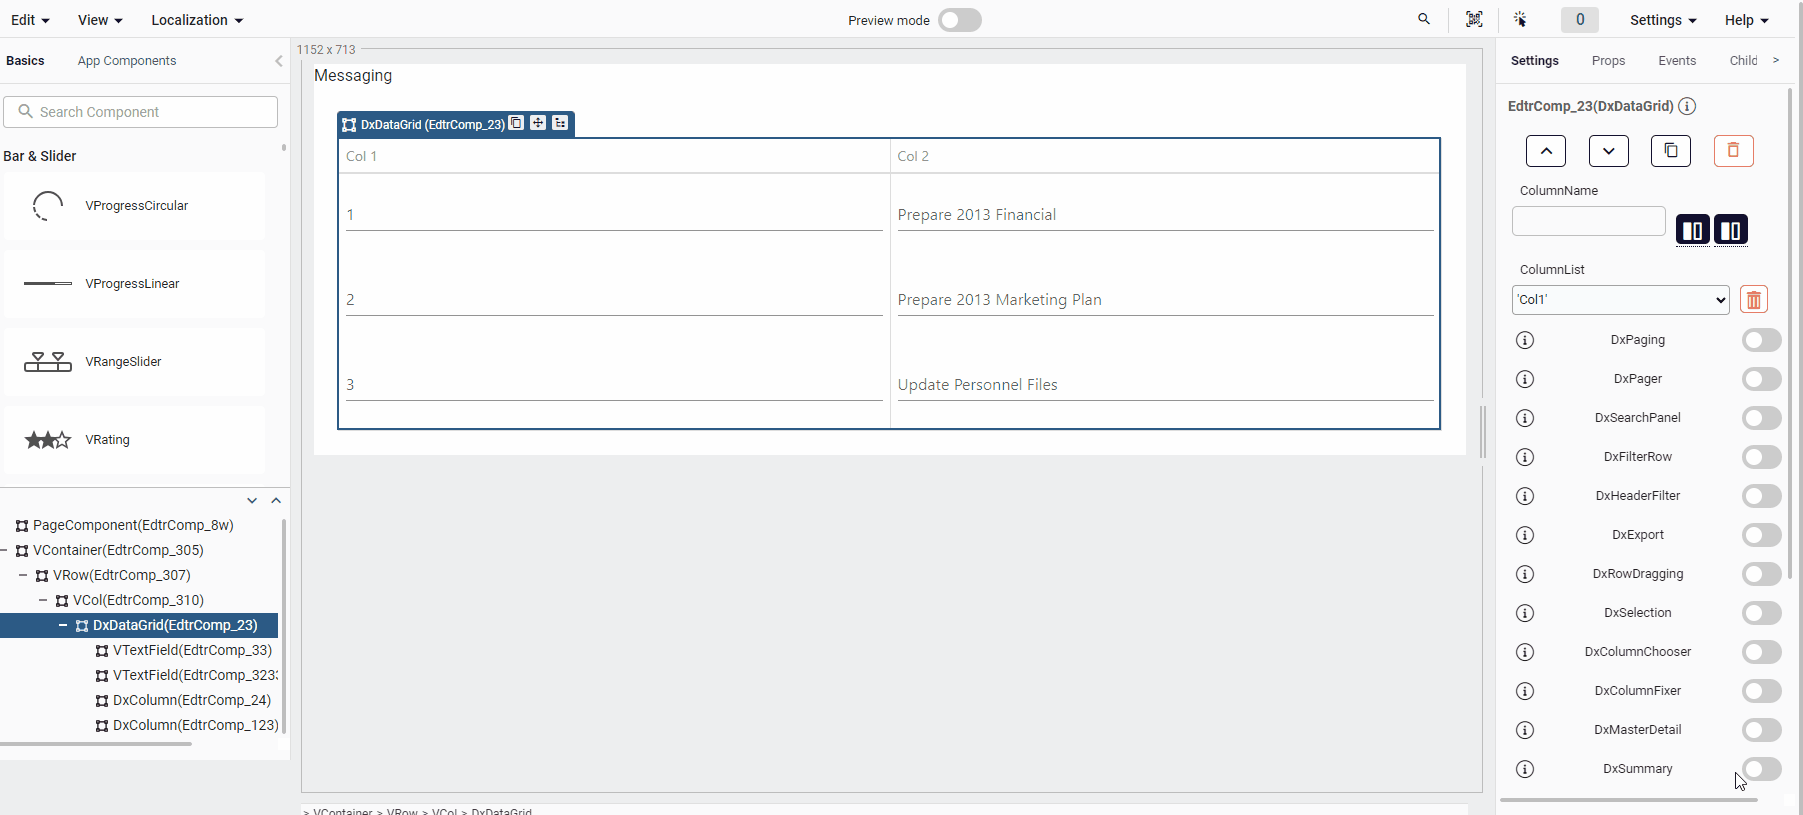 Edit View Localization Preview mode 0 Settings Help
Basics App Components
Search Component
Bar & Slider
VProgressCircular
VProgressLinear
VRangeSlider
VRating
PageComponent(EdtrComp_8w)
VContainer(EdtrComp_305)
VRow(EdtrComp_307)
VCol(EdtrComp_310)
DxDataGrid(EdtrComp_23)
VTextField(EdtrComp_33)
VTextField(EdtrComp_323
DxColumn(EdtrComp_24)
DxColumn(EdtrComp_123)
1152 x 713
Messaging
DxDataGrid (EdtrComp_23)
Col 1 Col 2
1 Prepare 2013 Financial
2 Prepare 2013 Marketing Plan
3 Update Personnel Files
> VContainer > VRow > VCol > DxDataGrid
Settings Props Events Child >
EdtrComp_23(DxDataGrid)
ColumnName
ColumnList
'Col1'
DxPaging
DxPager
DxSearchPanel
DxFilterRow
DxHeaderFilter
DxExport
DxRowDragging
DxSelection
DxColumnChooser
DxColumnFixer
DxMasterDetail
DxSummary